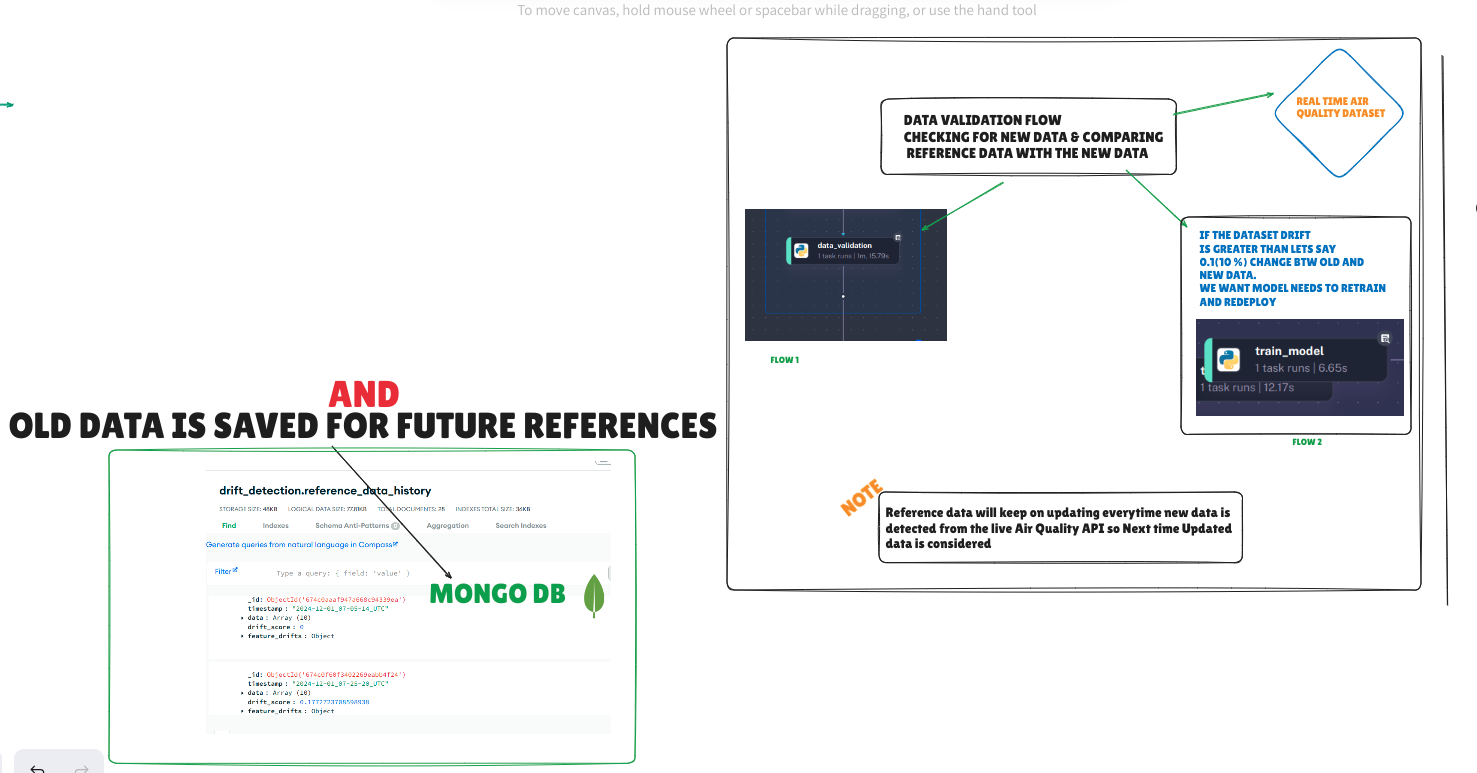 To move canvas, hold mouse wheel or spacebar while dragging, or use the hand tool
DATA VALIDATION FLOW
CHECKING FOR NEW DATA & COMPARING
REFERENCE DATA WITH THE NEW DATA
REAL TIME AIR
QUALITY DATASET
data_validation
1 task runs | 1m, 15.79s
FLOW 1
IF THE DATASET DRIFT
IS GREATER THAN LETS SAY
0.1(10 %) CHANGE BTW OLD AND
NEW DATA.
WE WANT MODEL NEEDS TO RETRAIN
AND REDEPLOY
train_model
1 task runs | 6.65s
1 task runs | 12.17s
FLOW 2
NOTE
Reference data will keep on updating everytime new data is
detected from the live Air Quality API so Next time Updated
data is considered
AND
OLD DATA IS SAVED FOR FUTURE REFERENCES
drift_detection.reference_data_history
STORAGE SIZE: 48KB LOGICAL DATA SIZE: 77.81KB TOTAL DOCUMENTS: 25 INDEXES TOTAL SIZE: 36KB
Find Indexes Schema Anti-Patterns 0 Aggregation Search Indexes
Generate queries from natural language in Compass
Filter Type a query: { field: 'value' }
MONGO DB
_id: ObjectId('674c0aaaf947a668c94339ea')
timestamp : "2024-12-01_07-05-14_UTC"
data : Array (10)
drift_score : 0
feature_drifts : Object
_id: ObjectId('674c0f60f3402269eabb4f24')
timestamp : "2024-12-01_07-25-20_UTC"
data : Array (10)
drift_score : 0.1777723708598938
feature_drifts : Object